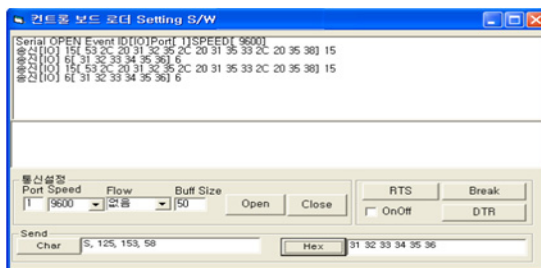 컨트롤 보드 로더 Setting S/W
Serial OPEN Event ID[IO]Port[ 1]SPEED[ 9600]
송신[IO] 15[ 53 2C 20 31 32 35 2C 20 31 35 33 2C 20 35 38] 15
송신[IO] 6[ 31 32 33 34 35 36] 6
송신[IO] 15[ 53 2C 20 31 32 35 2C 20 31 35 33 2C 20 35 38] 15
송신[IO] 6[ 31 32 33 34 35 36] 6
통신설정
Port Speed Flow Buff Size
1 9600 없음 50 Open Close
RTS Break
OnOff DTR
Send
Char S, 125, 153, 58 Hex 31 32 33 34 35 36